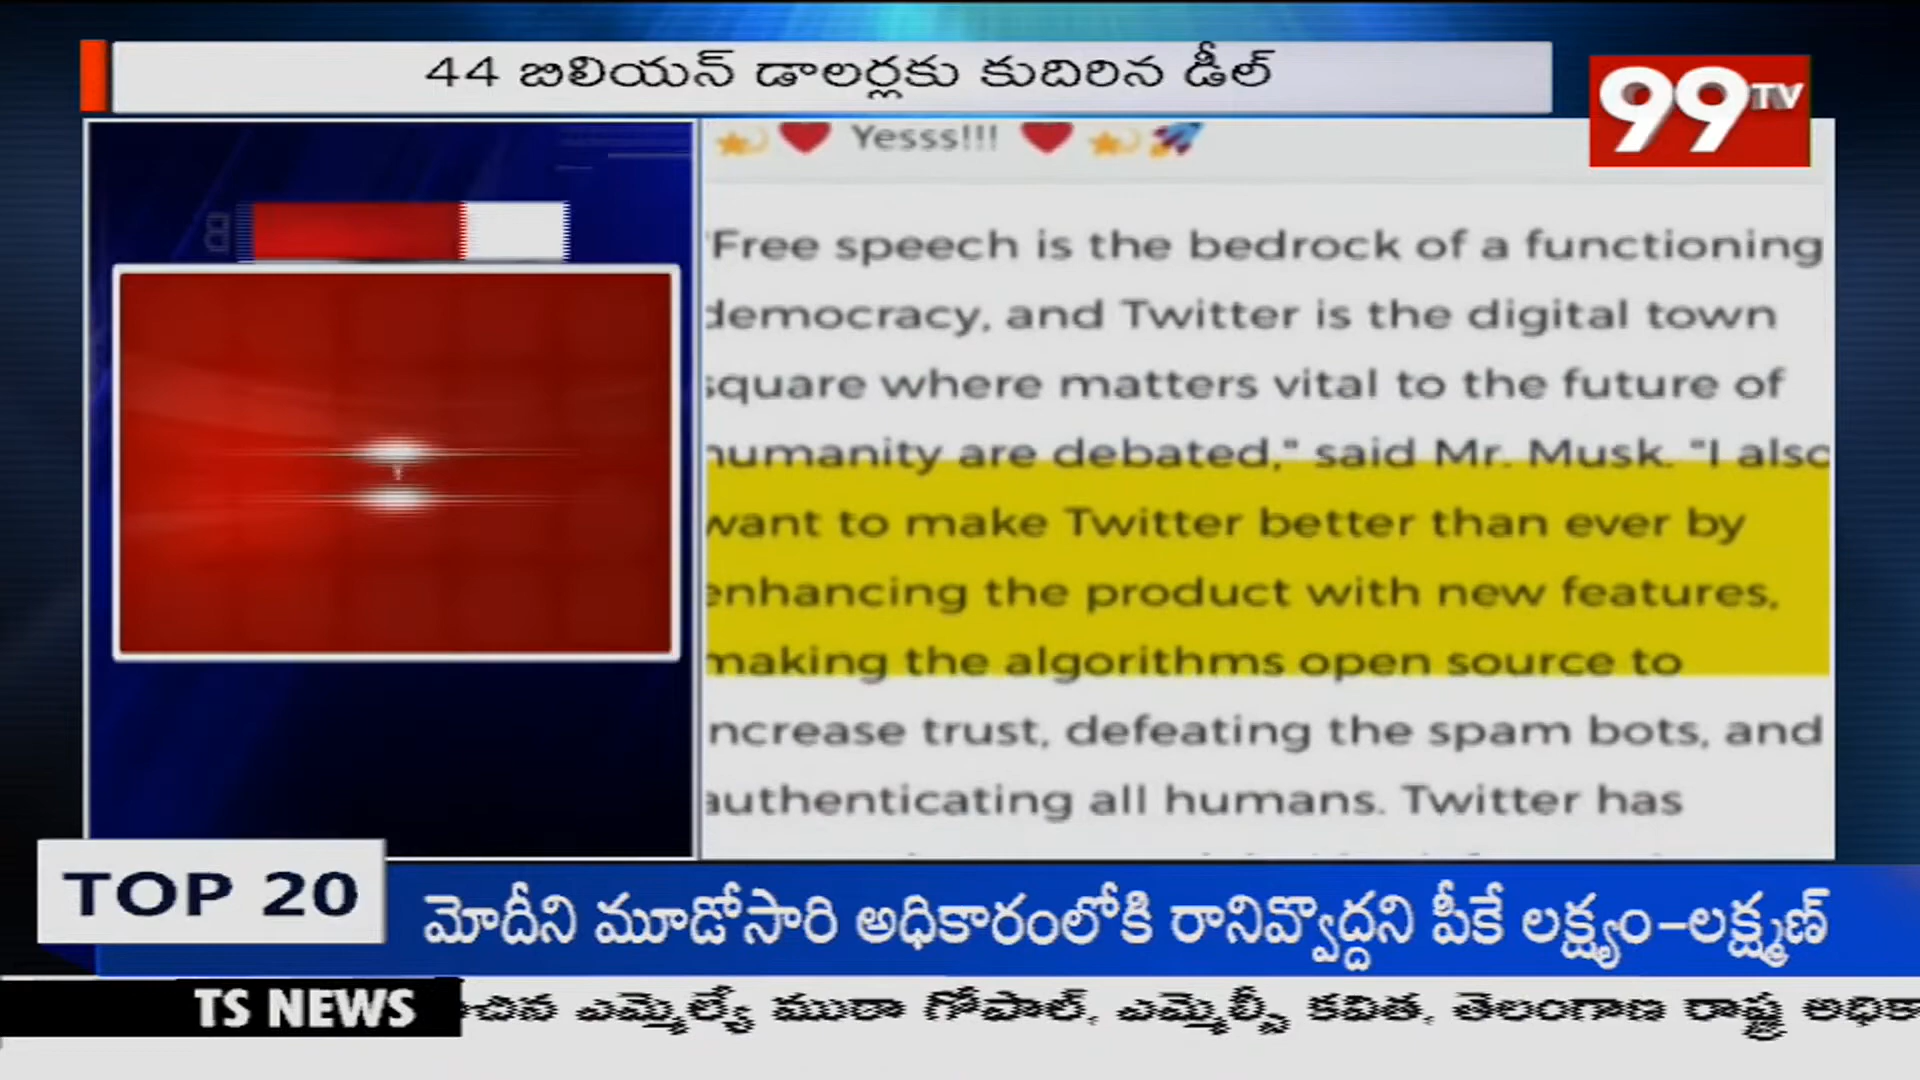 44 బిలియన్ డాలర్లకు కుదిరిన డీల్
99TV
Yesss!!!
"Free speech is the bedrock of a functioning
democracy, and Twitter is the digital town
square where matters vital to the future of
humanity are debated," said Mr. Musk. "I also
want to make Twitter better than ever by
enhancing the product with new features,
making the algorithms open source to
increase trust, defeating the spam bots, and
authenticating all humans. Twitter has
TOP 20
మోదీని మూడోసారి అధికారంలోకి రానివ్వొద్దని పీకే లక్ష్యం-లక్ష్మణ్
TS NEWS
ఎమ్మెల్యే ముఠా గోపాల్, ఎమ్మెల్సీ కవిత, తెలంగాణ రాష్ట్ర